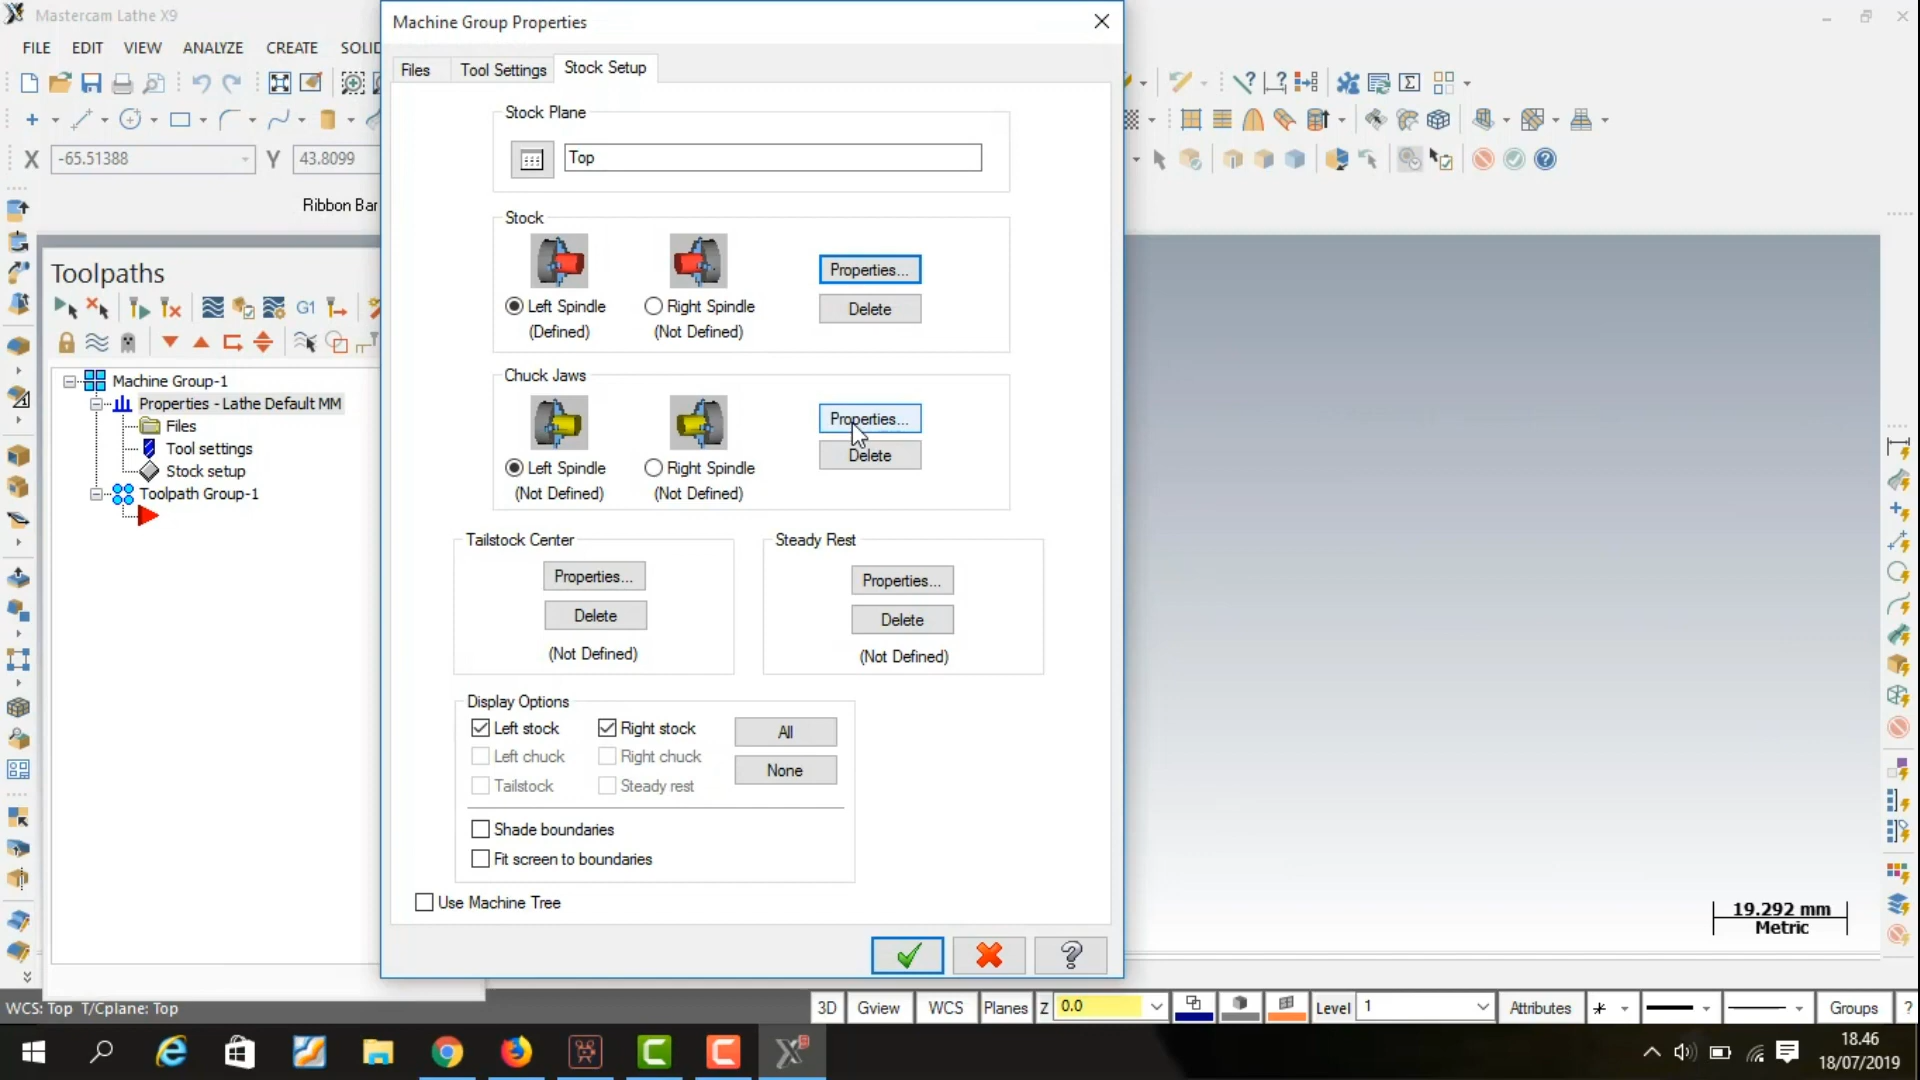 Mastercam Lathe X9
FILE EDIT VIEW ANALYZE CREATE SOLID
X -65.51388 Y 43.8099
Ribbon Bar
Toolpaths
G1
Machine Group-1
Properties - Lathe Default MM
Files
Tool settings
Stock setup
Toolpath Group-1
Machine Group Properties
Files Tool Settings Stock Setup
Stock Plane
Top
Stock
Left Spindle Right Spindle
(Defined) (Not Defined)
Properties...
Delete
Chuck Jaws
Left Spindle Right Spindle
(Not Defined) (Not Defined)
Properties...
Delete
Tailstock Center
Properties...
Delete
(Not Defined)
Steady Rest
Properties...
Delete
(Not Defined)
Display Options
Left stock Right stock All
Left chuck Right chuck None
Tailstock Steady rest
Shade boundaries
Fit screen to boundaries
Use Machine Tree
19.292 mm
Metric
WCS: Top T/Cplane: Top
3D Gview WCS Planes Z 0.0 Level 1 Attributes Groups ?
18.46
18/07/2019